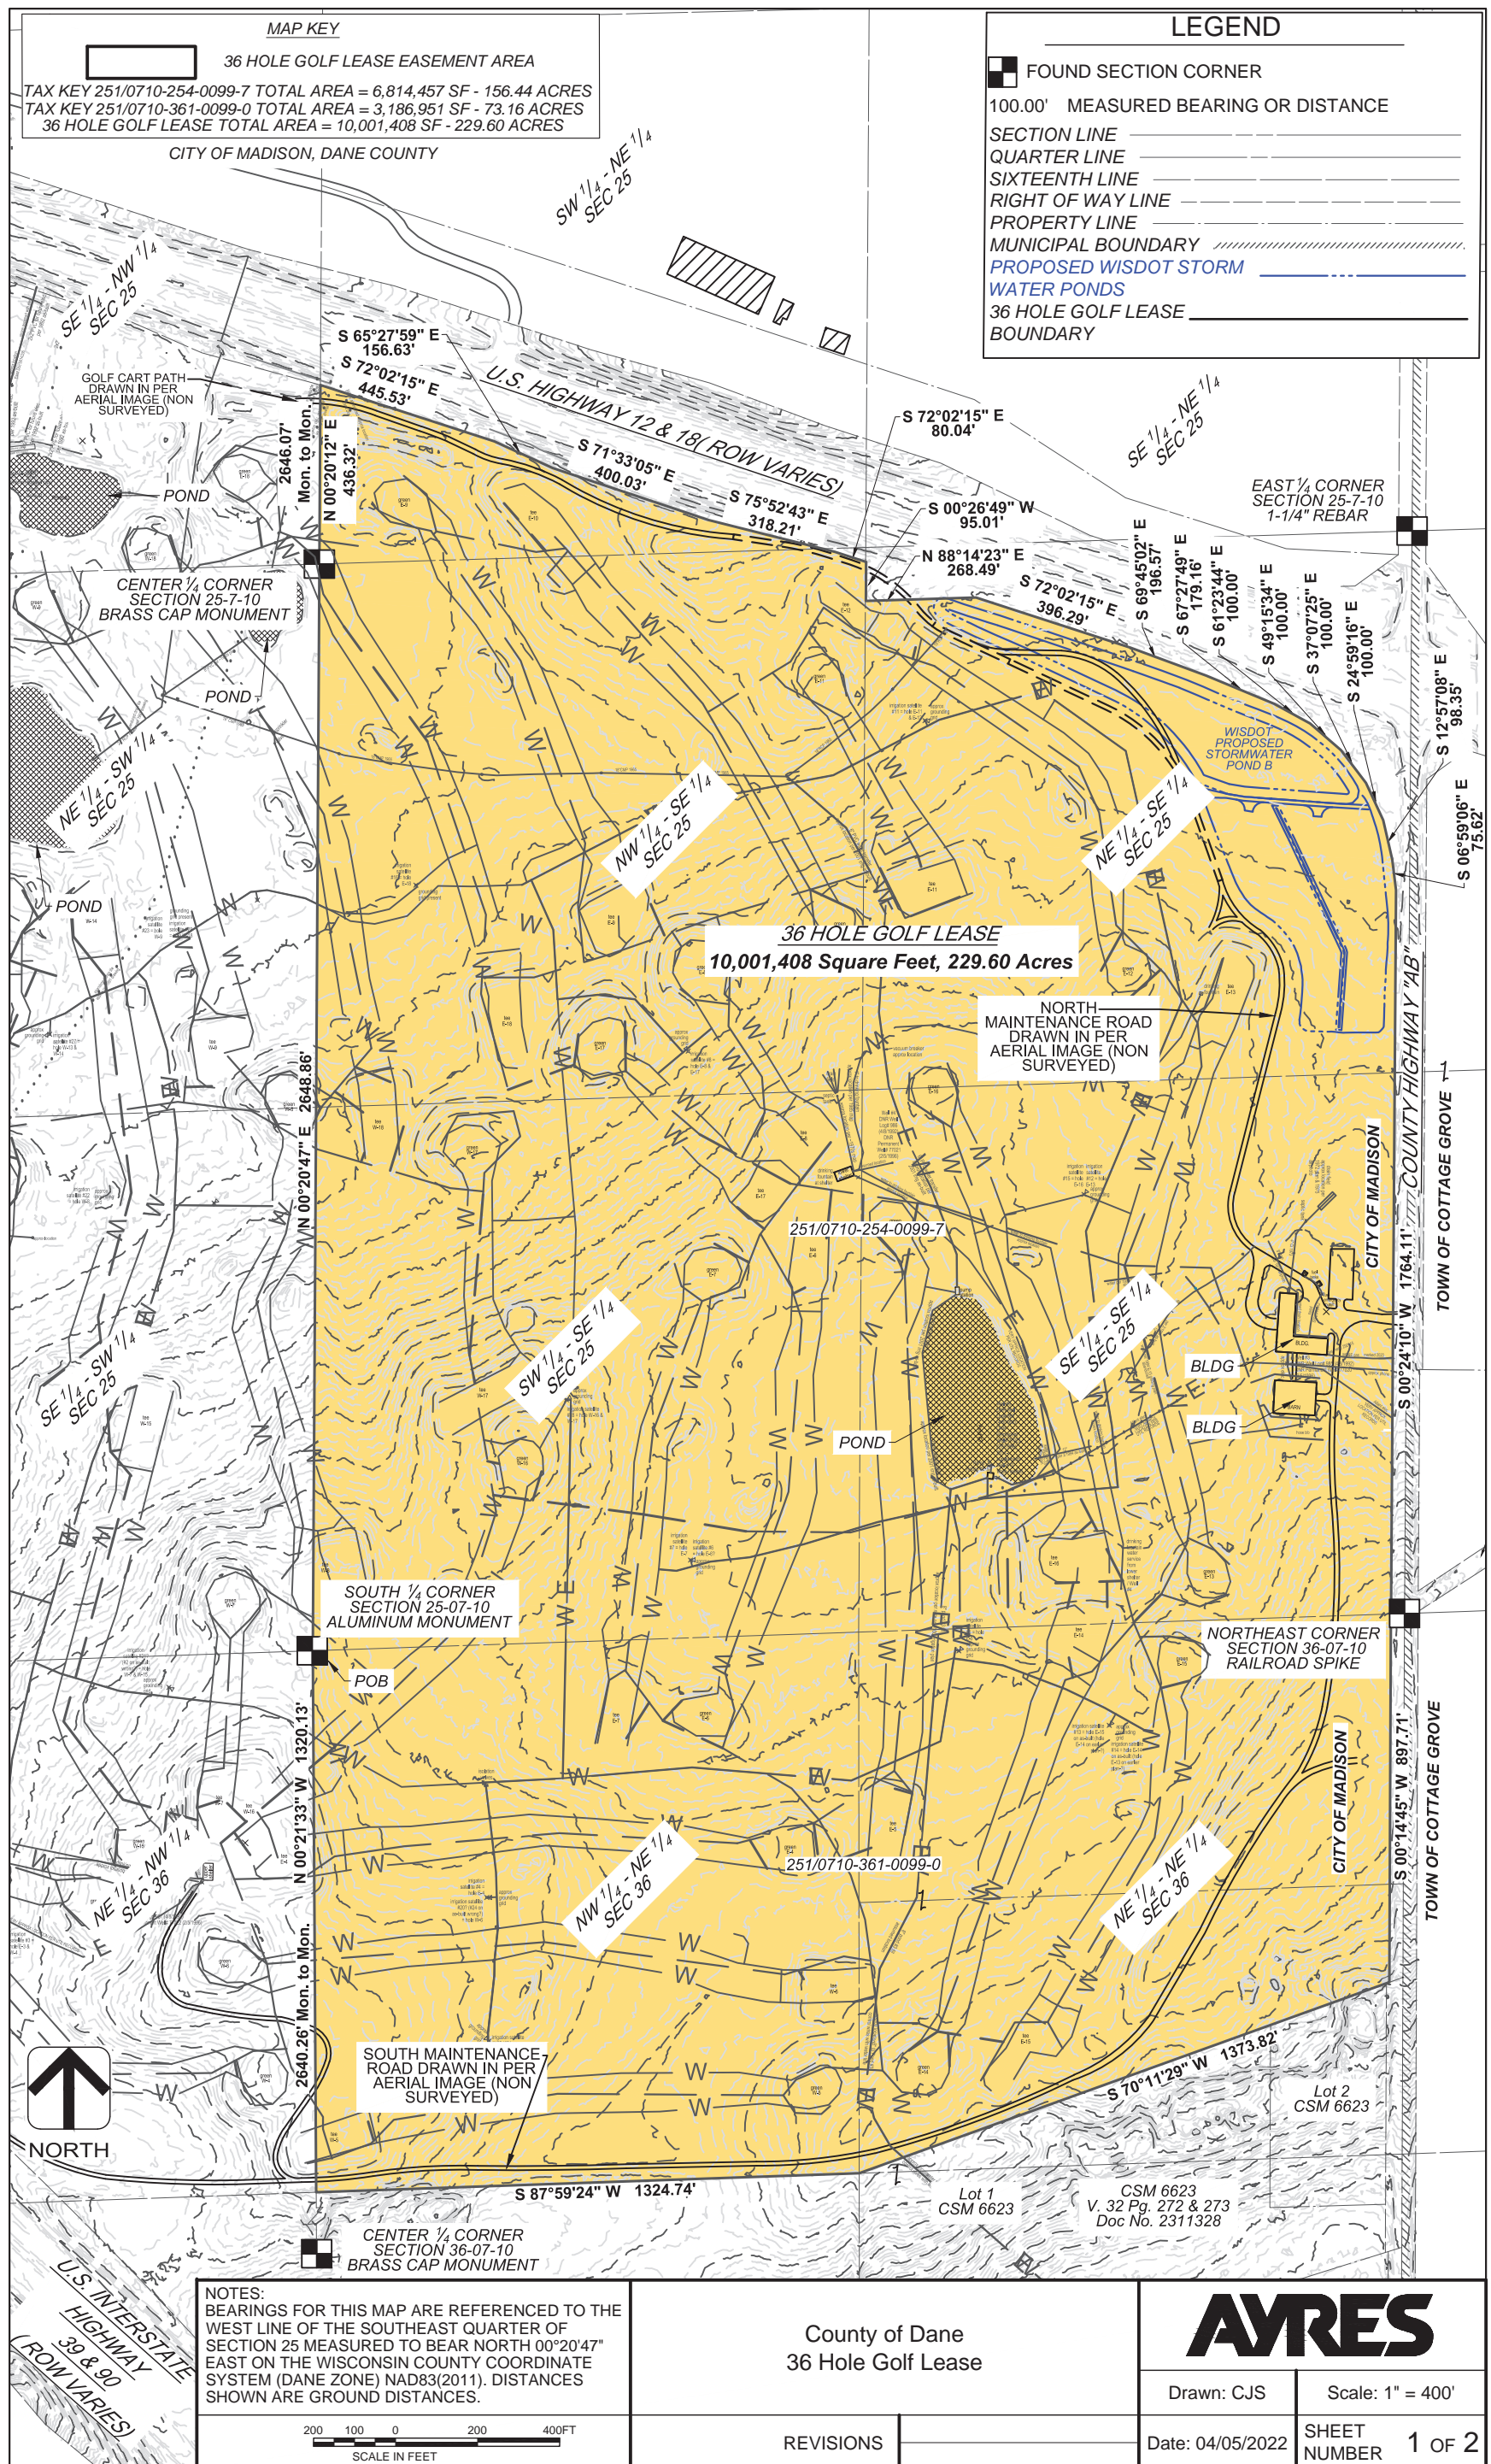 MAP KEY
36 HOLE GOLF LEASE EASEMENT AREA
TAX KEY 251/0710-254-0099-7 TOTAL AREA = 6,814,457 SF - 156.44 ACRES
TAX KEY 251/0710-361-0099-0 TOTAL AREA = 3,186,951 SF - 73.16 ACRES
36 HOLE GOLF LEASE TOTAL AREA = 10,001,408 SF - 229.60 ACRES
CITY OF MADISON, DANE COUNTY
LEGEND
FOUND SECTION CORNER
100.00' MEASURED BEARING OR DISTANCE
SECTION LINE
QUARTER LINE
SIXTEENTH LINE
RIGHT OF WAY LINE
PROPERTY LINE
MUNICIPAL BOUNDARY
PROPOSED WISDOT STORM
WATER PONDS
36 HOLE GOLF LEASE
BOUNDARY
SW 1/4 - NE 1/4
SEC 25
SE 1/4 - NW 1/4
SEC 25
SE 1/4 - NE 1/4
SEC 25
GOLF CART PATH
DRAWN IN PER
AERIAL IMAGE (NON
SURVEYED)
S 65°27'59" E
156.63'
S 72°02'15" E
445.53'
U.S. HIGHWAY 12 & 18( ROW VARIES)
S 71°33'05" E
400.03'
S 75°52'43" E
318.21'
S 72°02'15" E
80.04'
S 00°26'49" W
95.01'
N 88°14'23" E
268.49'
S 72°02'15" E
396.29'
S 69°45'02" E
196.57'
S 67°27'49" E
179.16'
S 61°23'44" E
100.00'
S 49°15'34" E
100.00'
S 37°07'25" E
100.00'
S 24°59'16" E
100.00'
S 12°57'08" E
98.35'
S 06°59'06" E
75.62'
EAST 1/4 CORNER
SECTION 25-7-10
1-1/4" REBAR
2646.07'
Mon. to Mon.
N 00°20'12" E
436.32'
POND
CENTER 1/4 CORNER
SECTION 25-7-10
BRASS CAP MONUMENT
POND
NE 1/4 - SW 1/4
SEC 25
POND
WISDOT
PROPOSED
STORMWATER
POND B
NW 1/4 - SE 1/4
SEC 25
NE 1/4 - SE 1/4
SEC 25
36 HOLE GOLF LEASE
10,001,408 Square Feet, 229.60 Acres
NORTH
MAINTENANCE ROAD
DRAWN IN PER
AERIAL IMAGE (NON
SURVEYED)
COUNTY HIGHWAY "AB"
N 00°20'47" E 2648.86'
CITY OF MADISON
TOWN OF COTTAGE GROVE
S 00°24'10" W 1764.11'
251/0710-254-0099-7
SW 1/4 - SE 1/4
SEC 25
SE 1/4 - SE 1/4
SEC 25
SE 1/4 - SW 1/4
SEC 25
BLDG
BLDG
POND
SOUTH 1/4 CORNER
SECTION 25-07-10
ALUMINUM MONUMENT
POB
NORTHEAST CORNER
SECTION 36-07-10
RAILROAD SPIKE
N 00°21'33" W 1320.13'
CITY OF MADISON
S 00°14'45" W 897.71'
TOWN OF COTTAGE GROVE
251/0710-361-0099-0
NE 1/4 - NW 1/4
SEC 36
NW 1/4 - NE 1/4
SEC 36
NE 1/4 - NE 1/4
SEC 36
2640.26' Mon. to Mon.
SOUTH MAINTENANCE
ROAD DRAWN IN PER
AERIAL IMAGE (NON
SURVEYED)
S 70°11'29" W 1373.82'
Lot 2
CSM 6623
NORTH
S 87°59'24" W 1324.74'
Lot 1
CSM 6623
CSM 6623
V. 32 Pg. 272 & 273
Doc No. 2311328
CENTER 1/4 CORNER
SECTION 36-07-10
BRASS CAP MONUMENT
U.S. INTERSTATE
HIGHWAY
39 & 90
(ROW VARIES)
NOTES:
BEARINGS FOR THIS MAP ARE REFERENCED TO THE
WEST LINE OF THE SOUTHEAST QUARTER OF
SECTION 25 MEASURED TO BEAR NORTH 00°20'47"
EAST ON THE WISCONSIN COUNTY COORDINATE
SYSTEM (DANE ZONE) NAD83(2011). DISTANCES
SHOWN ARE GROUND DISTANCES.
200 100 0 200 400FT
SCALE IN FEET
County of Dane
36 Hole Golf Lease
REVISIONS
AYRES
Drawn: CJS
Scale: 1" = 400'
Date: 04/05/2022
SHEET
NUMBER 1 OF 2